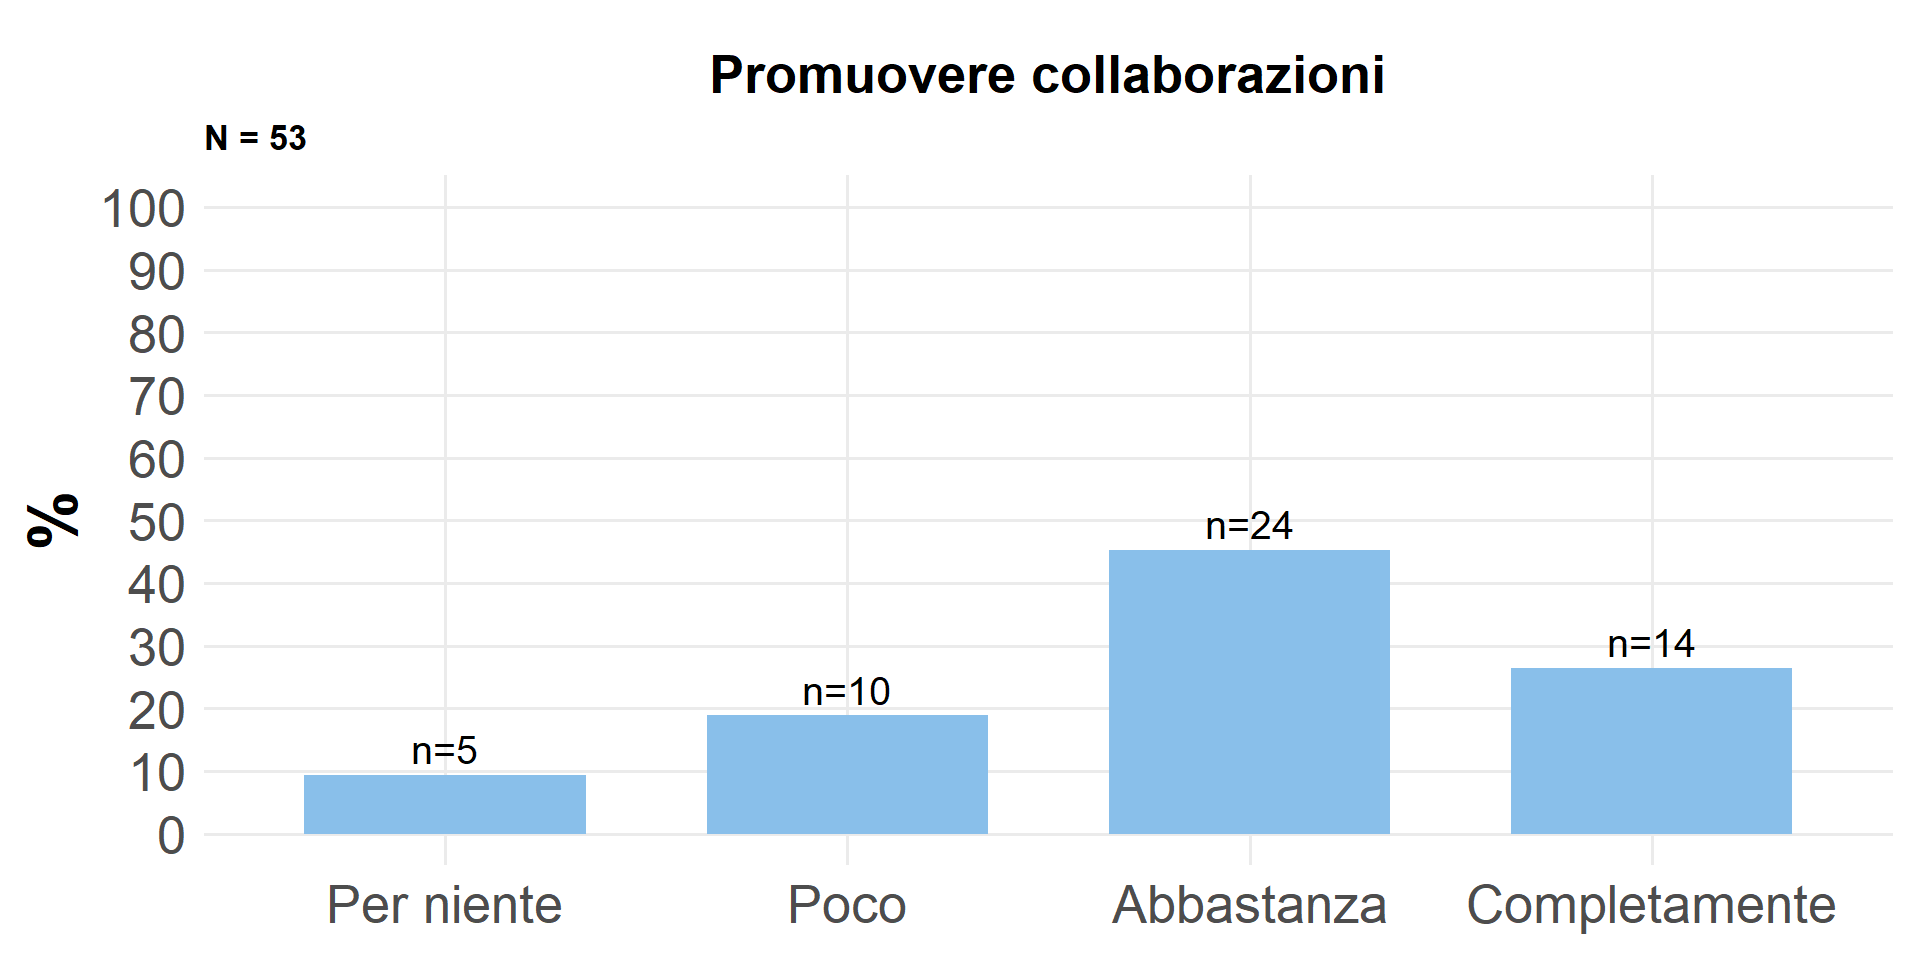 Promuovere collaborazioni
N = 53
100
90
80
70
60
50
40
30
20
10
0
%
n=5
n=10
n=24
n=14
Per niente
Poco
Abbastanza
Completamente